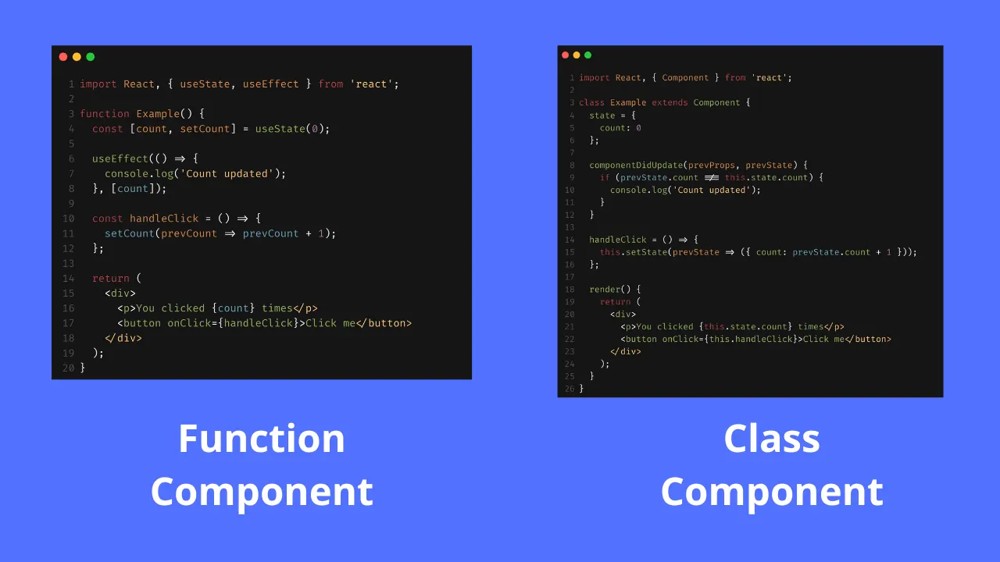 1 import React, { useState, useEffect } from 'react';
2
3 function Example() {
4   const [count, setCount] = useState(0);
5
6   useEffect(() => {
7     console.log('Count updated');
8   }, [count]);
9
10   const handleClick = () => {
11     setCount(prevCount => prevCount + 1);
12   };
13
14   return (
15     <div>
16       <p>You clicked {count} times</p>
17       <button onClick={handleClick}>Click me</button>
18     </div>
19   );
20 }
Function
Component
1 import React, { Component } from 'react';
2
3 class Example extends Component {
4   state = {
5     count: 0
6   };
7
8   componentDidUpdate(prevProps, prevState) {
9     if (prevState.count !== this.state.count) {
10       console.log('Count updated');
11     }
12   }
13
14   handleClick = () => {
15     this.setState(prevState => ({ count: prevState.count + 1 }));
16   };
17
18   render() {
19     return (
20       <div>
21         <p>You clicked {this.state.count} times</p>
22         <button onClick={this.handleClick}>Click me</button>
23       </div>
24     );
25   }
26 }
Class
Component